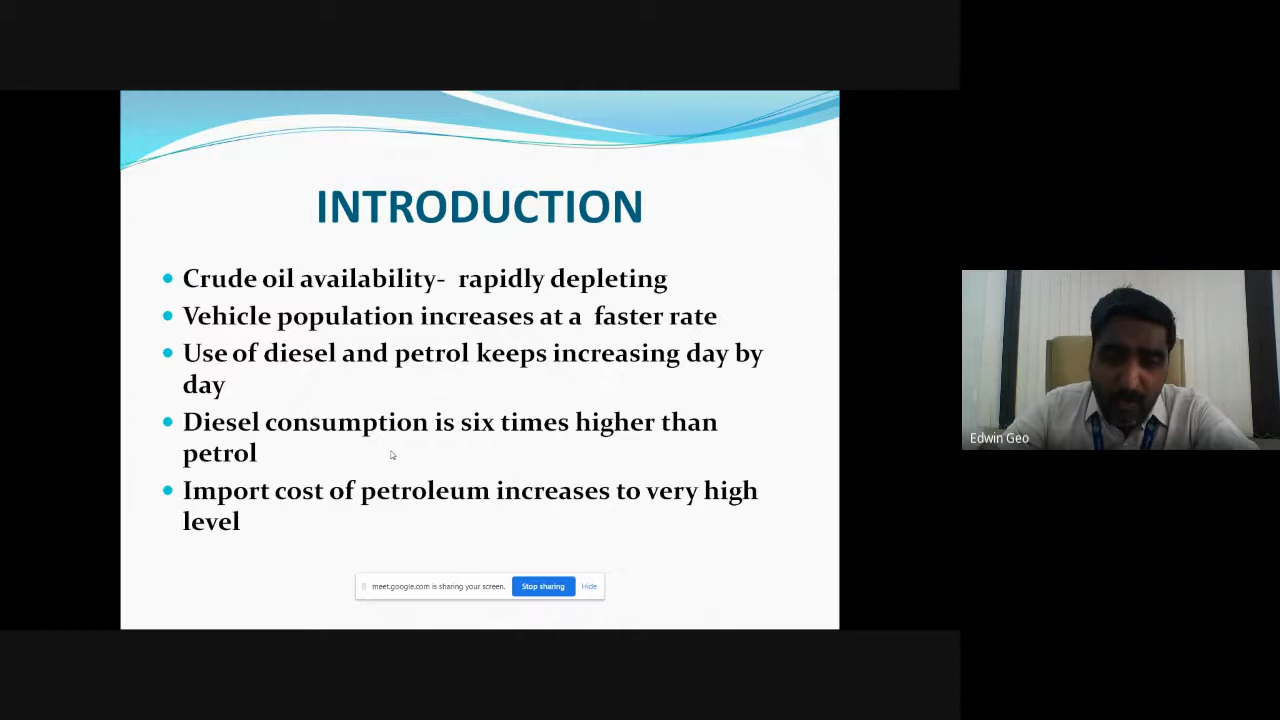 INTRODUCTION
Crude oil availability-  rapidly depleting
Vehicle population increases at a  faster rate
Use of diesel and petrol keeps increasing day by
day
Diesel consumption is six times higher than
petrol
Import cost of petroleum increases to very high
level
meet.google.com is sharing your screen. Stop sharing Hide
Edwin Geo